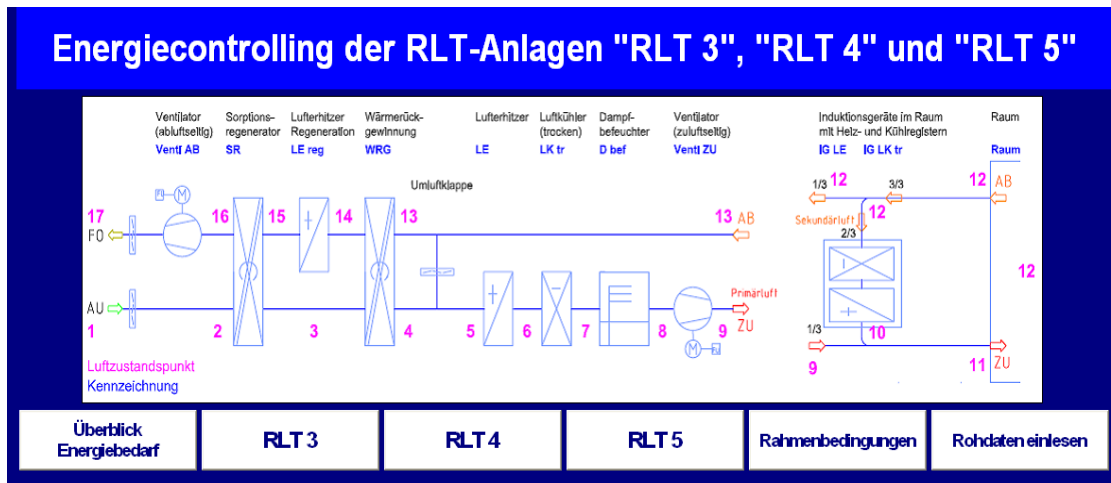 Energiecontrolling der RLT-Anlagen "RLT 3", "RLT 4" und "RLT 5"
Ventilator (abluftseitig)
Venti AB
Sorptions-regenerator
SR
Lufterhitzer Regeneration
LE reg
Wärmerück-gewinnung
WRG
Lufterhitzer
LE
Luftkühler (trocken)
LK tr
Dampf-befeuchter
D bef
Ventilator (zuluftseitig)
Venti ZU
Induktionsgeräte im Raum
mit Heiz- und Kühlregistern
IG LE IG LK tr
Raum
Raum
Umluftklappe
1/3 12 3/3 12 AB
M
17 16 15 14 13 13 AB
FO
Sekundärluft 12
2/3
12
AU
Primärluft
1 2 3 4 5 6 7 8 9 ZU
M
1/3 10
9 11 ZU
Luftzustandspunkt
Kennzeichnung
Überblick
Energiebedarf
RLT 3
RLT 4
RLT 5
Rahmenbedingungen
Rohdaten einlesen